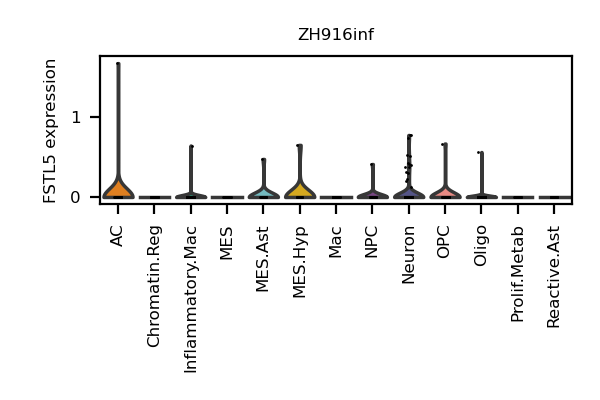 ZH916inf
FSTL5 expression
1
0
AC
Chromatin.Reg
Inflammatory.Mac
MES
MES.Ast
MES.Hyp
Mac
NPC
Neuron
OPC
Oligo
Prolif.Metab
Reactive.Ast